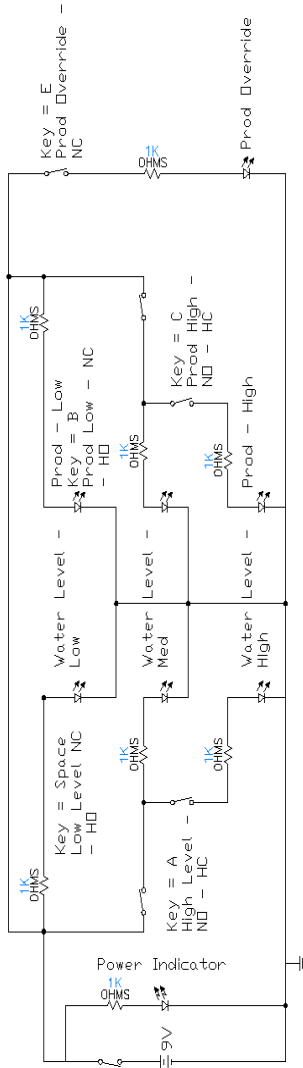 Key = E
Prod Override -
NC
1K
OHMS
Prod Override
1K
OHMS
Prod - Low
Key = B
Prod Low - NC
- HO
1K
OHMS
Key = C
Prod High -
NO - HC
1K
OHMS
Prod - High
Water Level -
Low
Water Level -
Med
Water Level -
High
Key = Space
Low Level NC
- HO
1K
OHMS
1K
OHMS
1K
OHMS
Key = A
High Level -
NO - HC
Power Indicator
1K
OHMS
9V